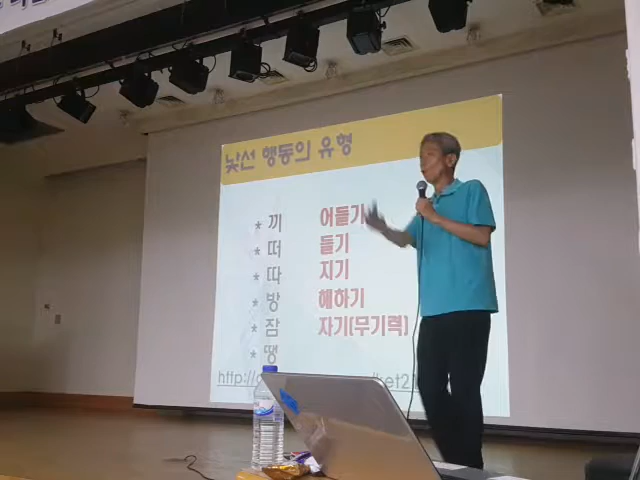 낯선 행동의 유형
* 끼 어들기
* 떠 들기
* 따 지기
* 방 해하기
* 잠 자기(무기력)
* 땡
http://